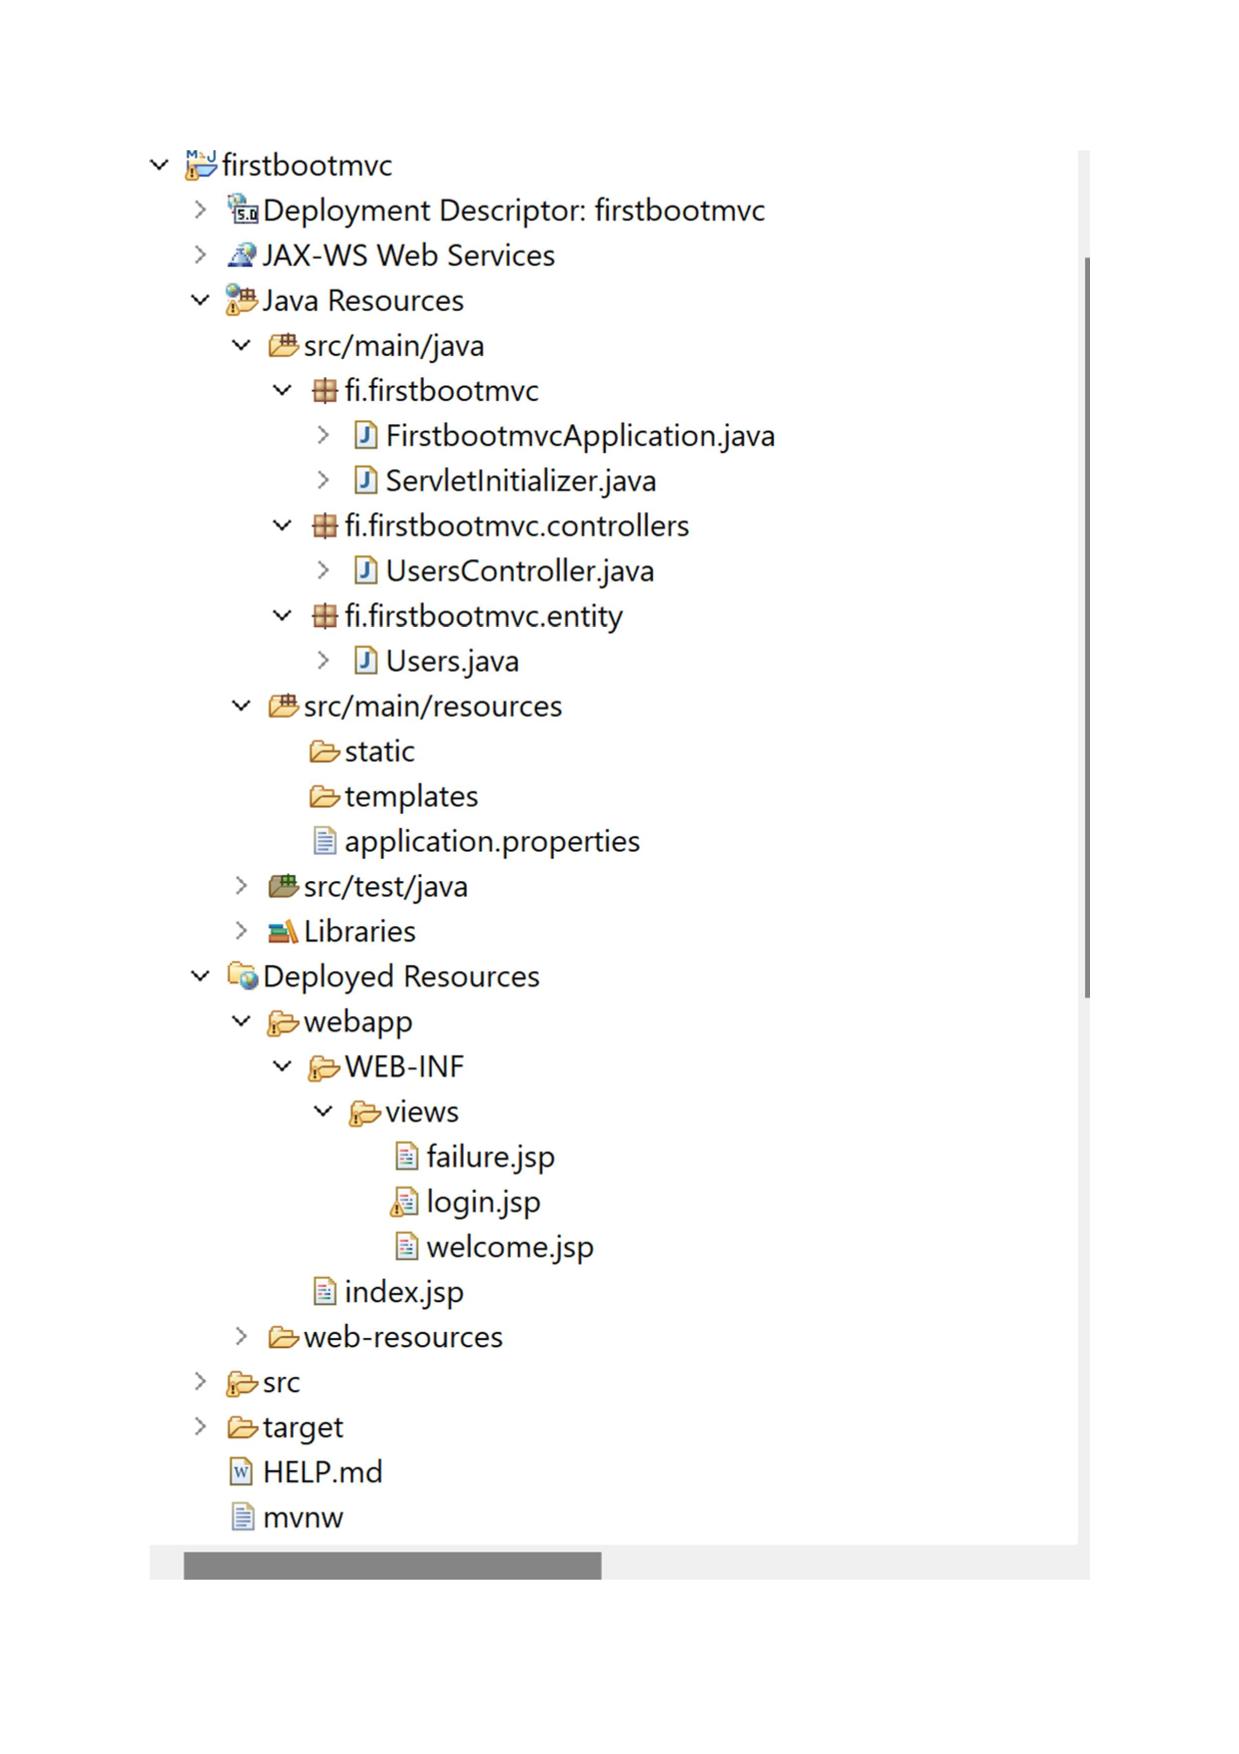 firstbootmvc
Deployment Descriptor: firstbootmvc
JAX-WS Web Services
Java Resources
src/main/java
fi.firstbootmvc
FirstbootmvcApplication.java
ServletInitializer.java
fi.firstbootmvc.controllers
UsersController.java
fi.firstbootmvc.entity
Users.java
src/main/resources
static
templates
application.properties
src/test/java
Libraries
Deployed Resources
webapp
WEB-INF
views
failure.jsp
login.jsp
welcome.jsp
index.jsp
web-resources
src
target
HELP.md
mvnw